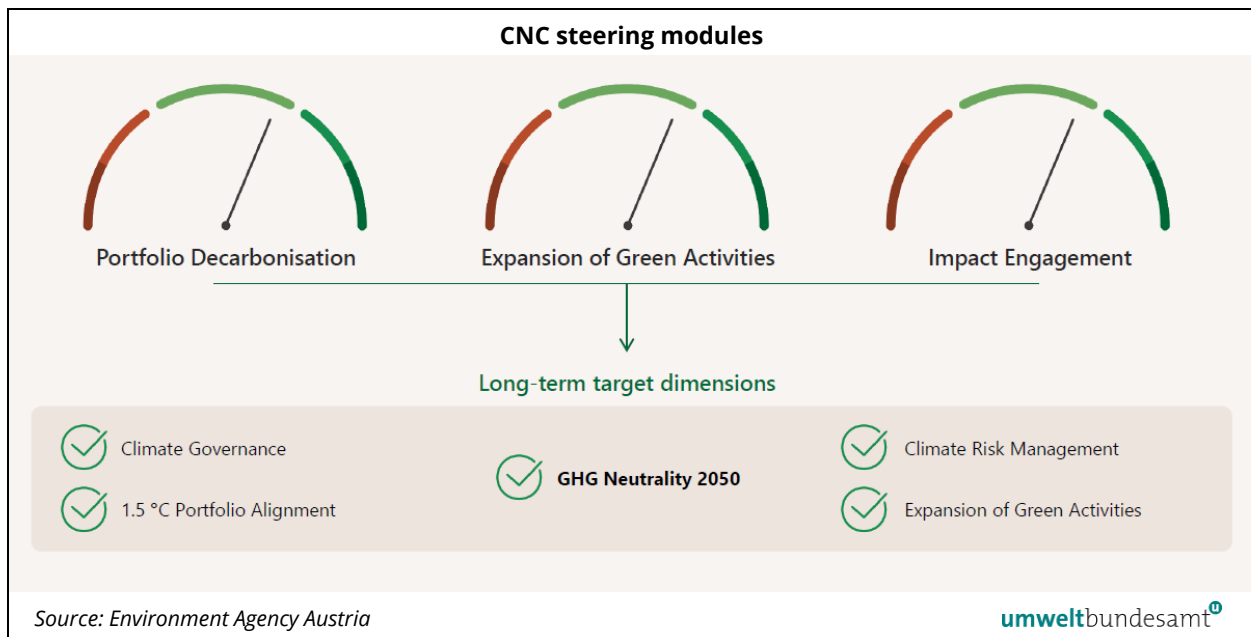 CNC steering modules
Portfolio Decarbonisation
Expansion of Green Activities
Impact Engagement
Long-term target dimensions
Climate Governance
1.5 °C Portfolio Alignment
GHG Neutrality 2050
Climate Risk Management
Expansion of Green Activities
Source: Environment Agency Austria
umweltbundesamt u